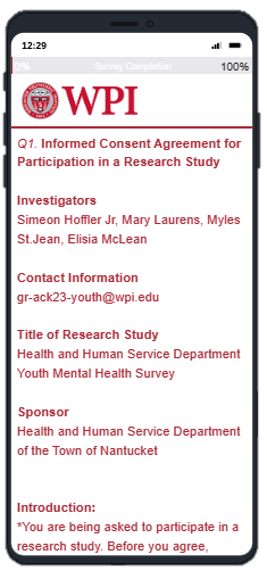 12:29
0% Survey Completion 100%
WPI
Q1. Informed Consent Agreement for
Participation in a Research Study
Investigators
Simeon Hoffler Jr, Mary Laurens, Myles
St.Jean, Elisia McLean
Contact Information
gr-ack23-youth@wpi.edu
Title of Research Study
Health and Human Service Department
Youth Mental Health Survey
Sponsor
Health and Human Service Department
of the Town of Nantucket
Introduction:
*You are being asked to participate in a
research study. Before you agree,